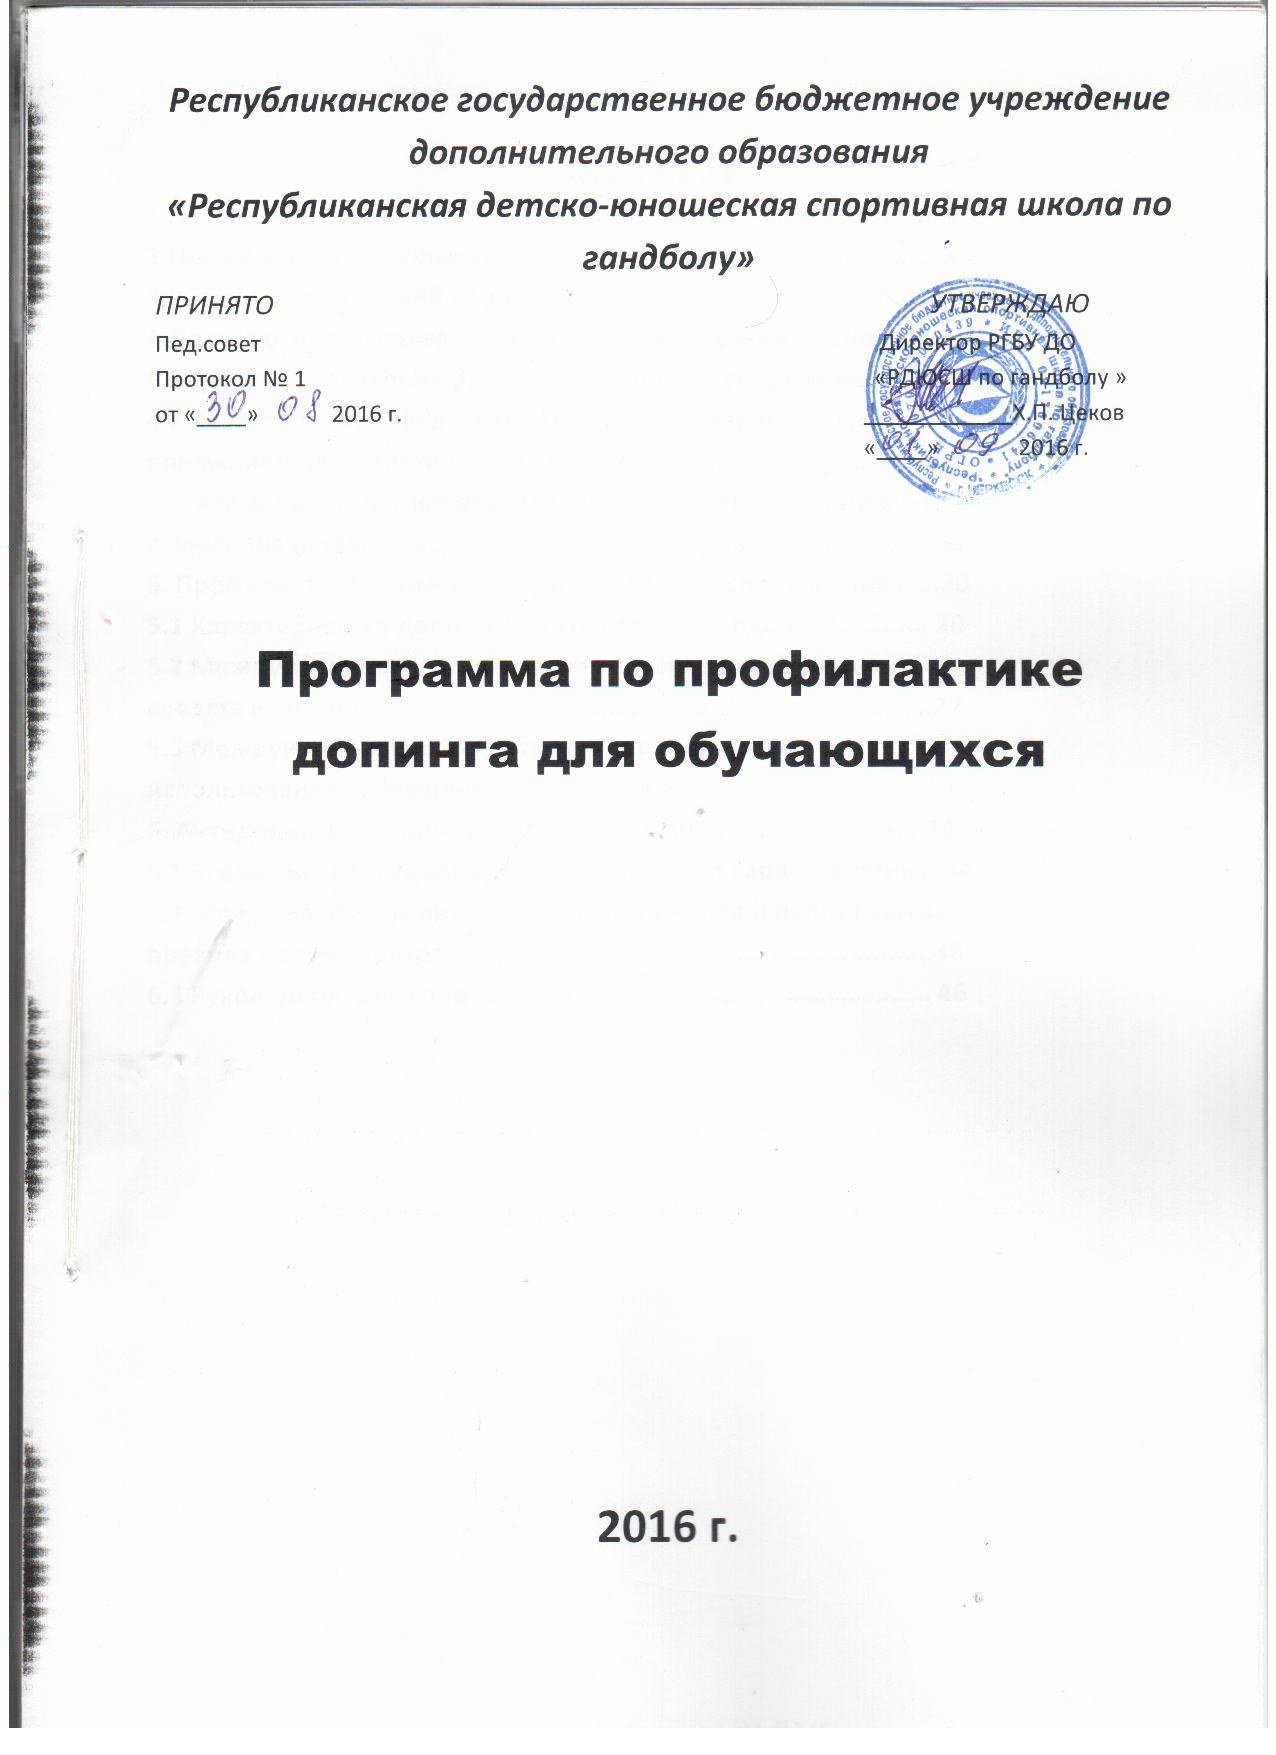 Республиканское государственное бюджетное учреждение
дополнительного образования
«Республиканская детско-юношеская спортивная школа по
гандболу»
ПРИНЯТО
Пед.совет
Протокол № 1
от «30» 08 2016 г.
УТВЕРЖДАЮ
Директор РГБУ ДО
«РДЮСШ по гандболу »
Х.П. Цеков
«01» 09 2016 г.
Программа по профилактике
допинга для обучающихся
2016 г.